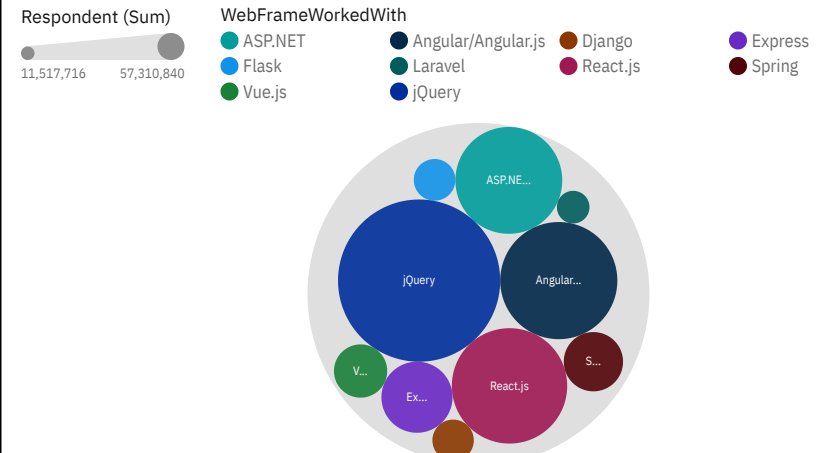 Respondent (Sum)
11,517,716 57,310,840
WebFrameWorkedWith
ASP.NET Angular/Angular.js Django Express
Flask Laravel React.js Spring
Vue.js jQuery
ASP.NE...
jQuery Angular...
S...
V...
React.js
Ex...